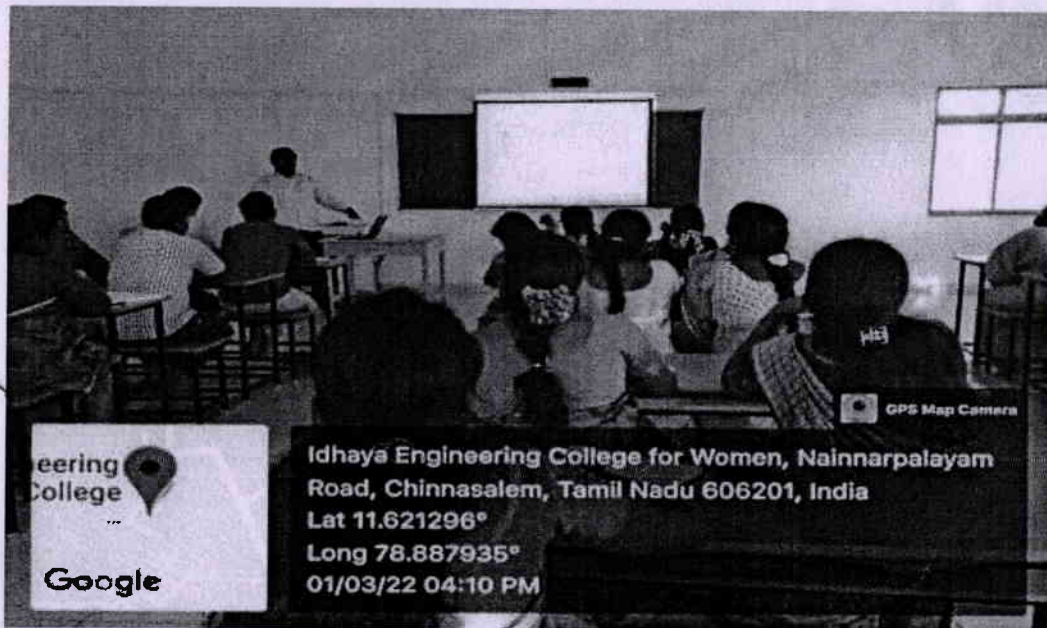 GPS Map Camera
eering
College
Google
Idhaya Engineering College for Women, Nainnarpalayam
Road, Chinnasalem, Tamil Nadu 606201, India
Lat 11.621296°
Long 78.887935°
01/03/22 04:10 PM